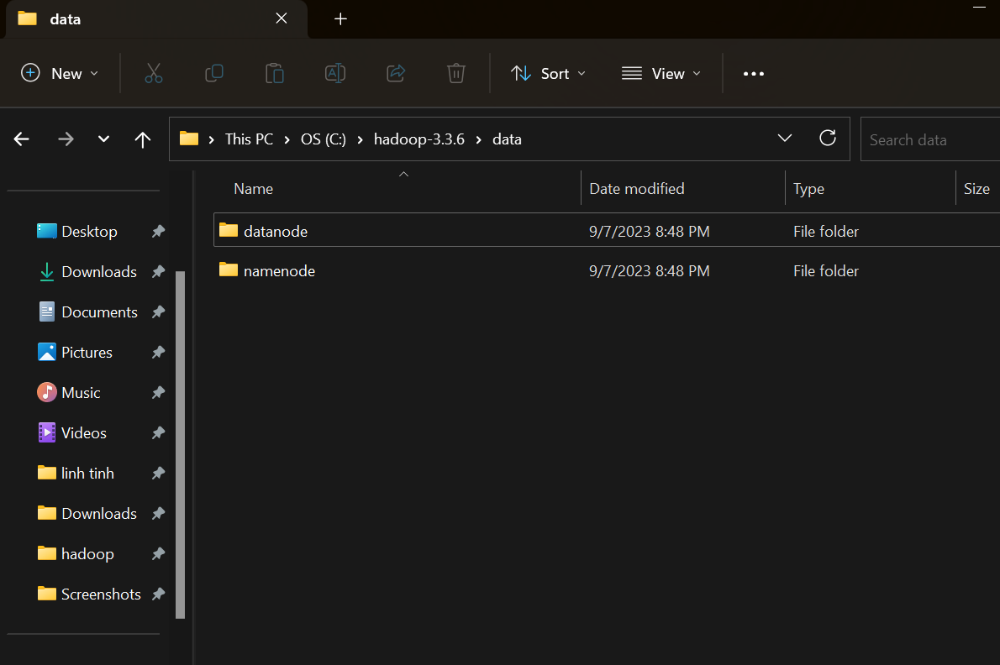 data
New Sort View
This PC OS (C:) hadoop-3.3.6 data Search data
Name Date modified Type Size
datanode 9/7/2023 8:48 PM File folder
namenode 9/7/2023 8:48 PM File folder
Desktop
Downloads
Documents
Pictures
Music
Videos
linh tinh
Downloads
hadoop
Screenshots